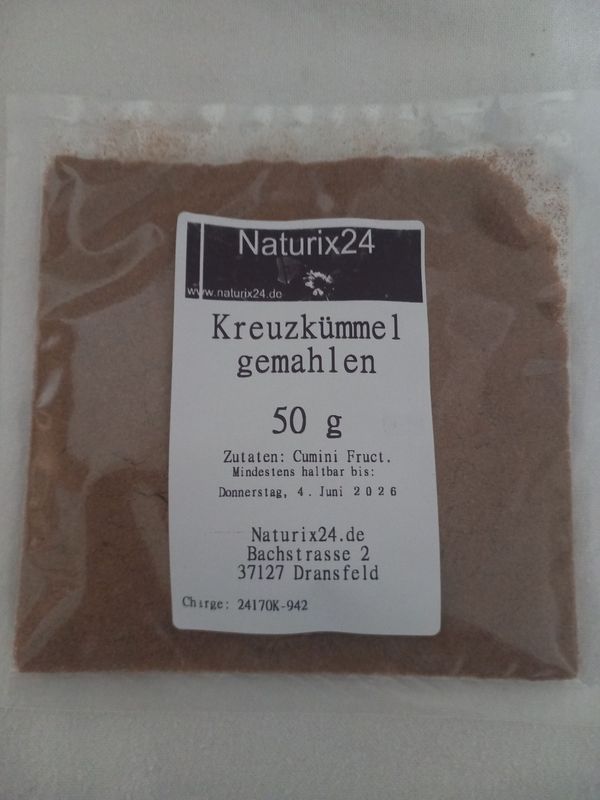 Naturix24
www.naturix24.de
Kreuzkümmel
gemahlen
50 g
Zutaten: Cumini Fruct.
Mindestens haltbar bis:
Donnerstag, 4. Juni 2026
Naturix24.de
Bachstrasse 2
37127 Dransfeld
Charge: 24170K-942